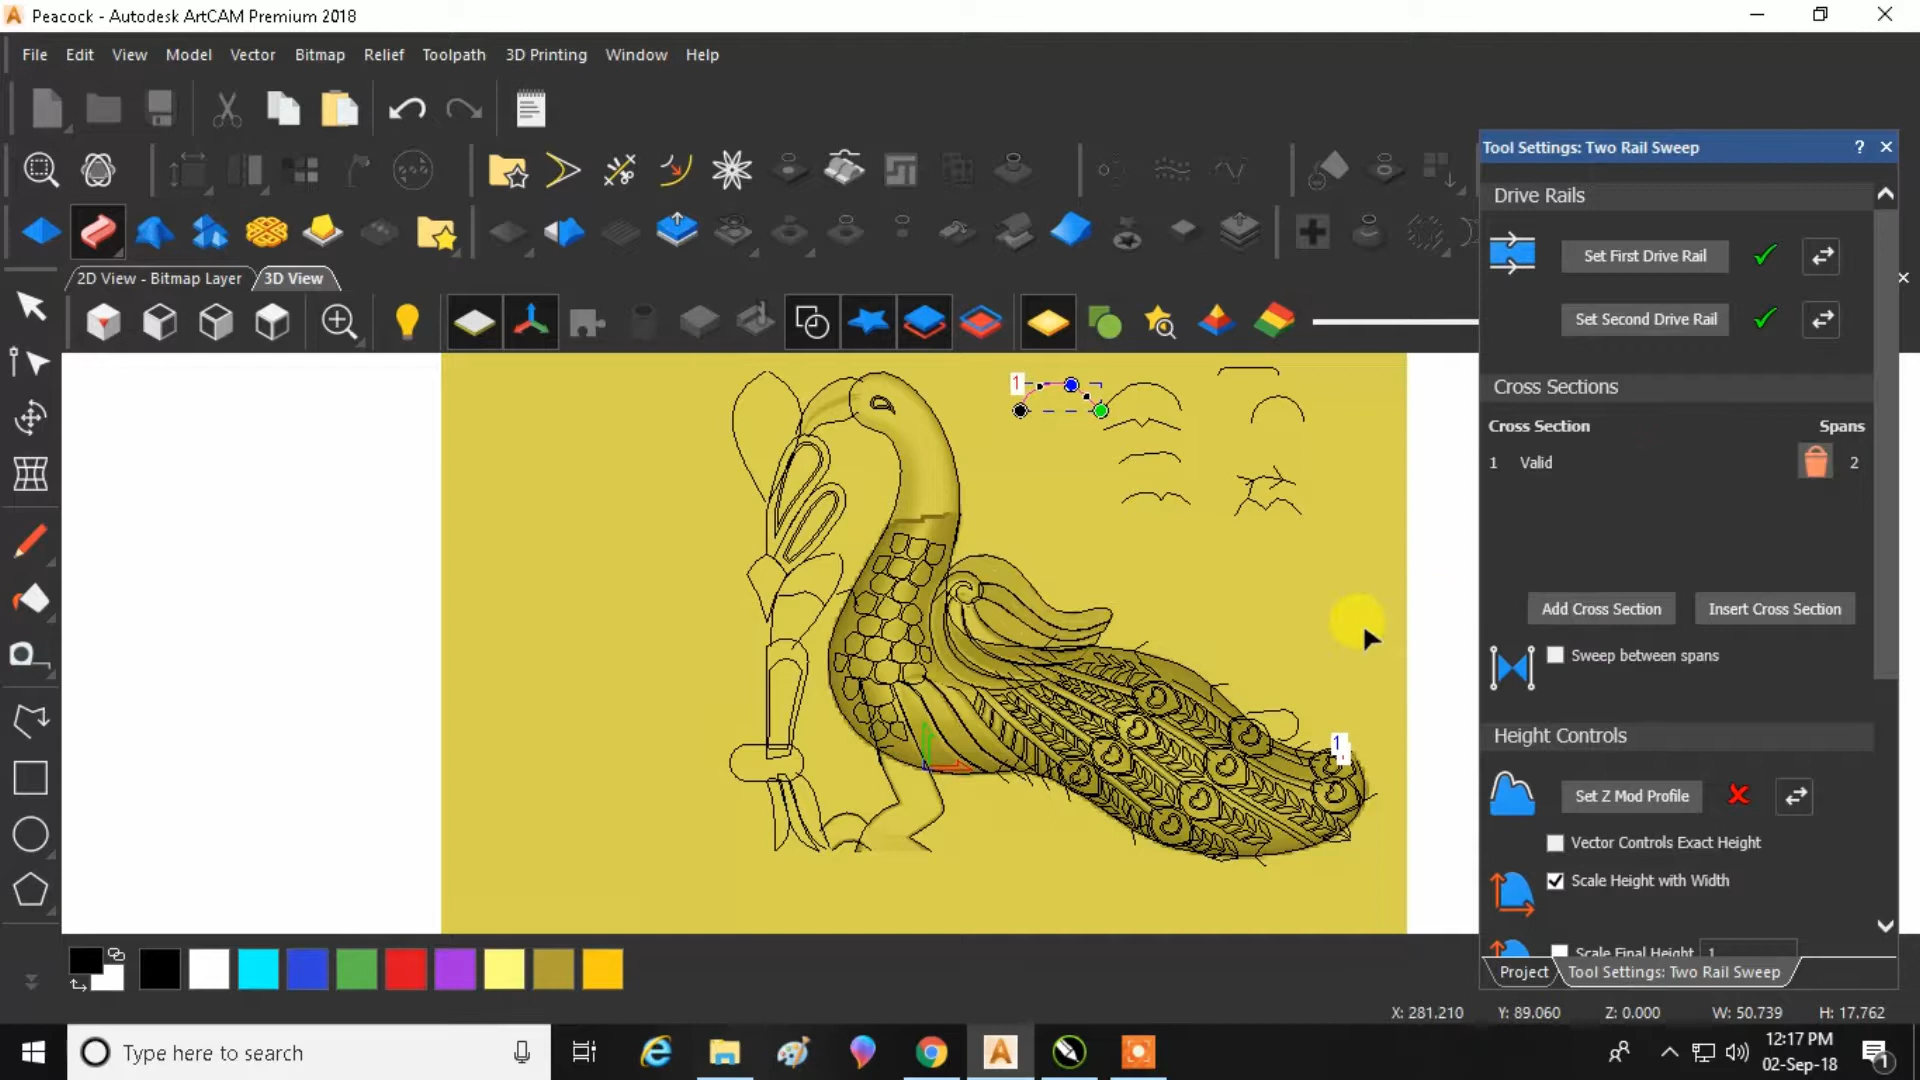 Peacock - Autodesk ArtCAM Premium 2018
File Edit View Model Vector Bitmap Relief Toolpath 3D Printing Window Help
Tool Settings: Two Rail Sweep ?
Drive Rails
Set First Drive Rail
2D View - Bitmap Layer 3D View
Set Second Drive Rail
1
Cross Sections
Cross Section Spans
1 Valid 2
Add Cross Section Insert Cross Section
Sweep between spans
Height Controls
1
Set Z Mod Profile
Vector Controls Exact Height
Scale Height with Width
Scale Final Height 1
Project Tool Settings: Two Rail Sweep
X: 281.210 Y: 89.060 Z: 0.000 W: 50.739 H: 17.762
Type here to search
12:17 PM
02-Sep-18
1